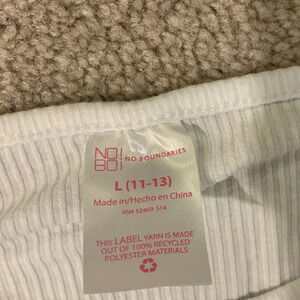 NO
BO!
NO BOUNDARIES
L (11-13)
Made in/Hecho en China
RN# 52469 S14
THIS LABEL YARN IS MADE
OUT OF 100% RECYCLED
POLYESTER MATERIALS